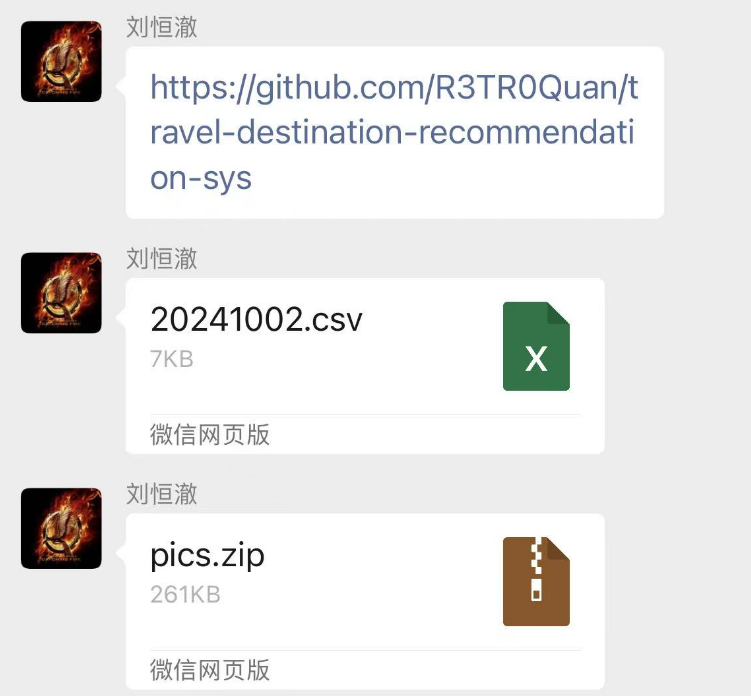 刘恒澈
https://github.com/R3TR0Quan/t
ravel-destination-recommendati
on-sys
刘恒澈
20241002.csv
7KB
X
微信网页版
刘恒澈
pics.zip
261KB
微信网页版